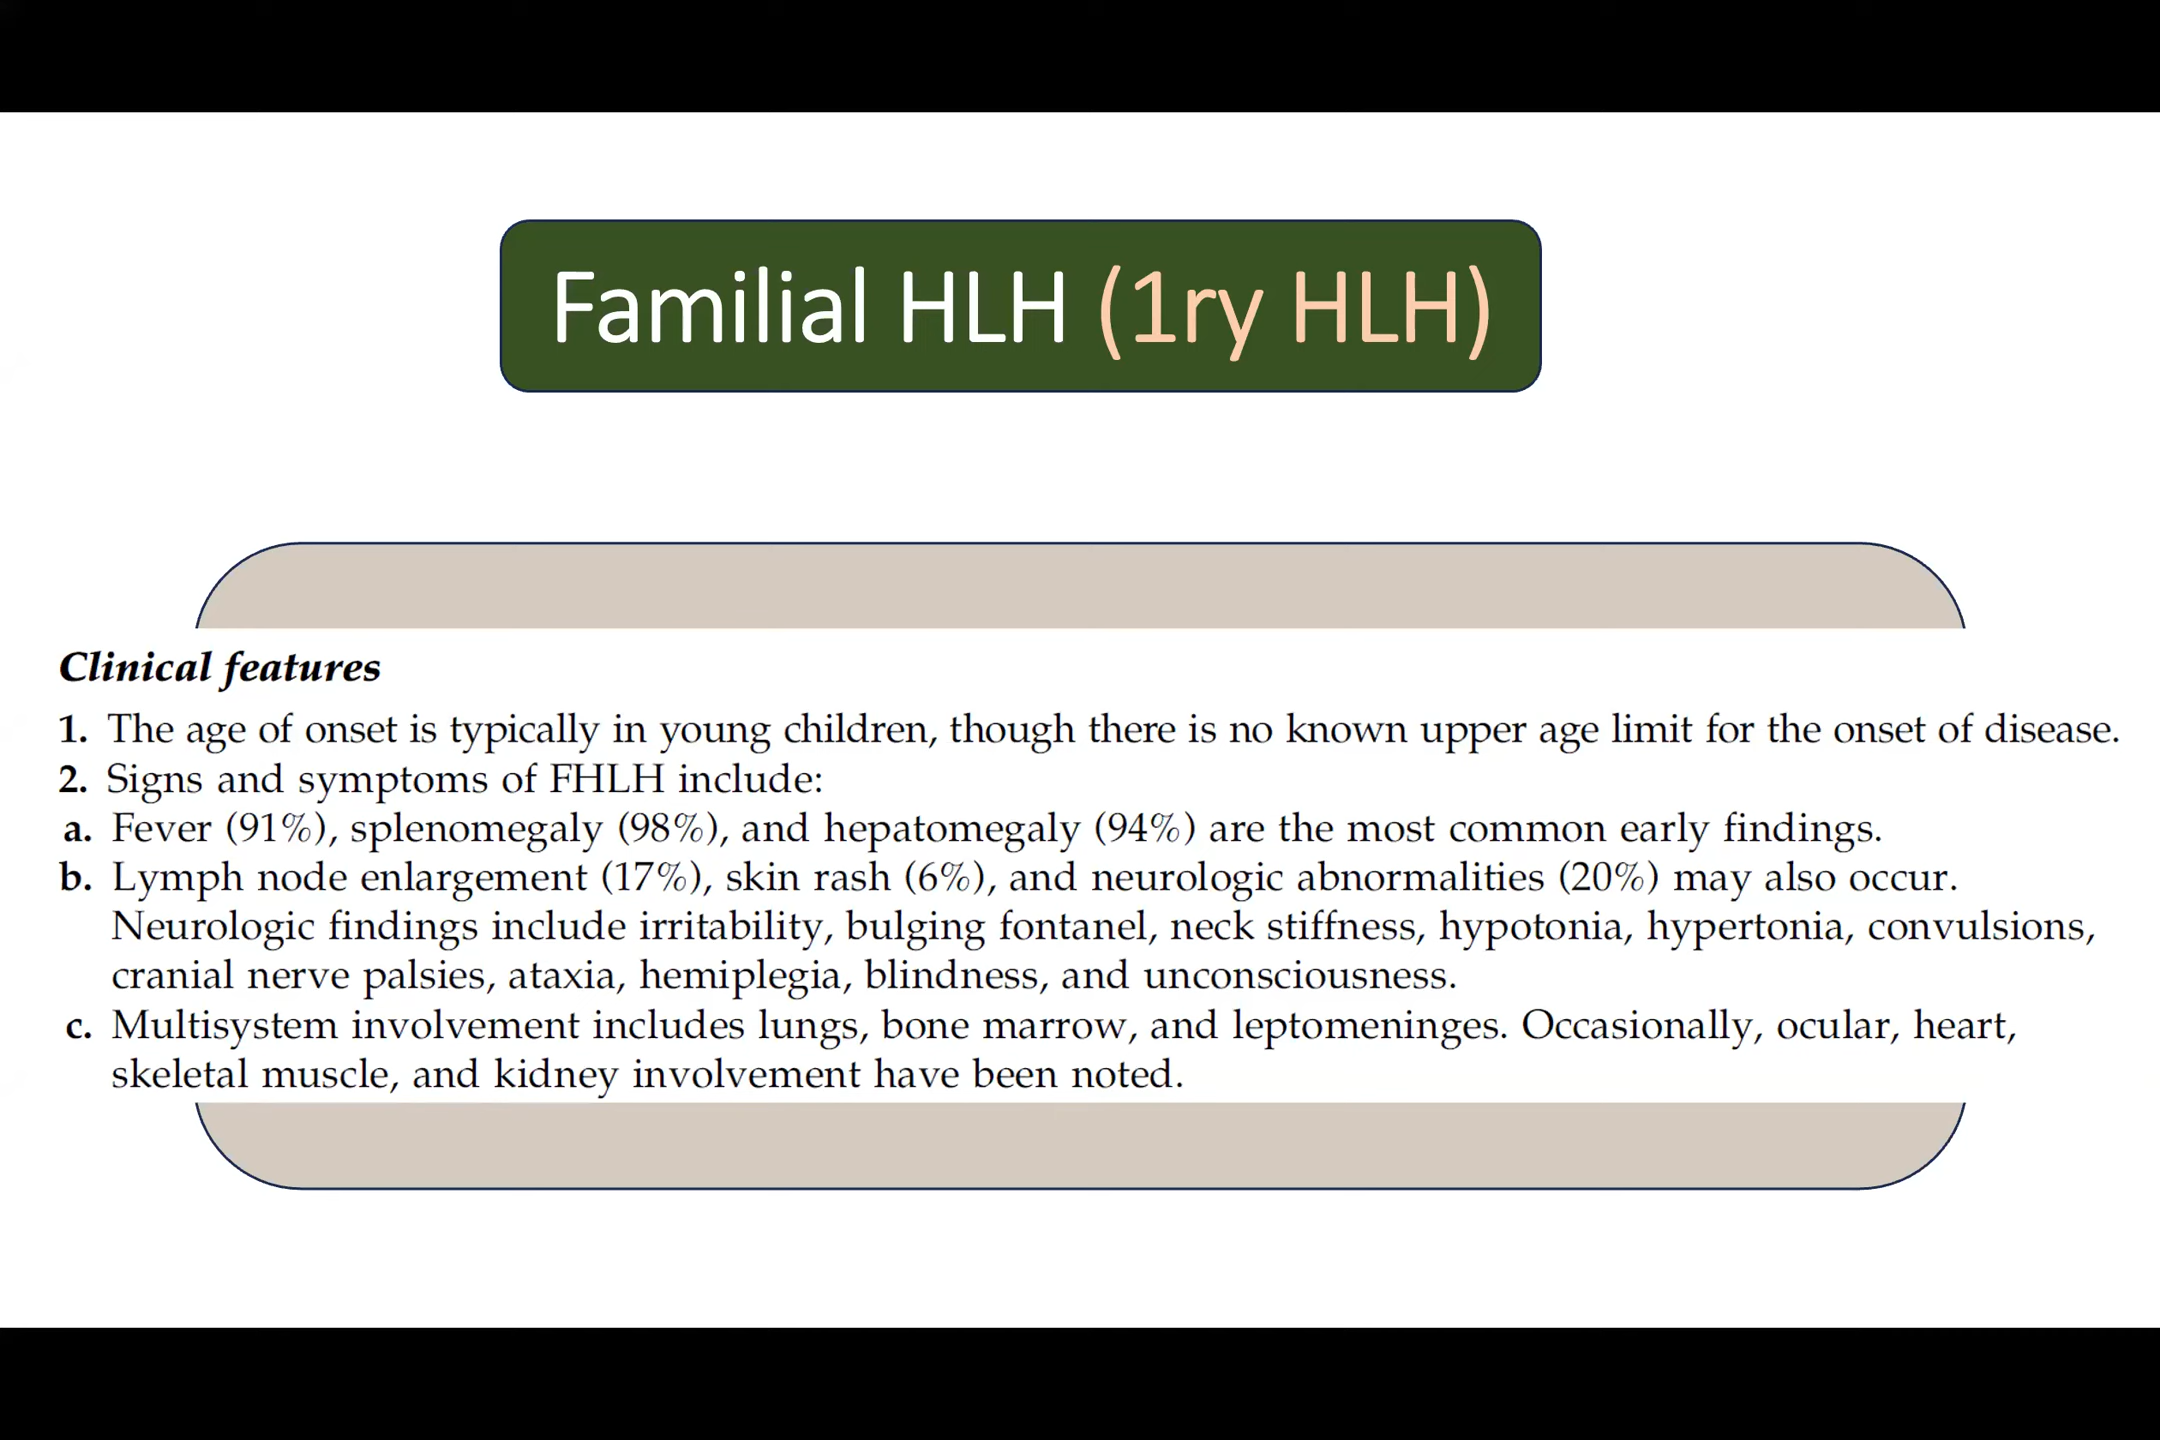 Familial HLH (1ry HLH)
Clinical features
1. The age of onset is typically in young children, though there is no known upper age limit for the onset of disease.
2. Signs and symptoms of FHLH include:
a. Fever (91%), splenomegaly (98%), and hepatomegaly (94%) are the most common early findings.
b. Lymph node enlargement (17%), skin rash (6%), and neurologic abnormalities (20%) may also occur.
Neurologic findings include irritability, bulging fontanel, neck stiffness, hypotonia, hypertonia, convulsions,
cranial nerve palsies, ataxia, hemiplegia, blindness, and unconsciousness.
c. Multisystem involvement includes lungs, bone marrow, and leptomeninges. Occasionally, ocular, heart,
skeletal muscle, and kidney involvement have been noted.